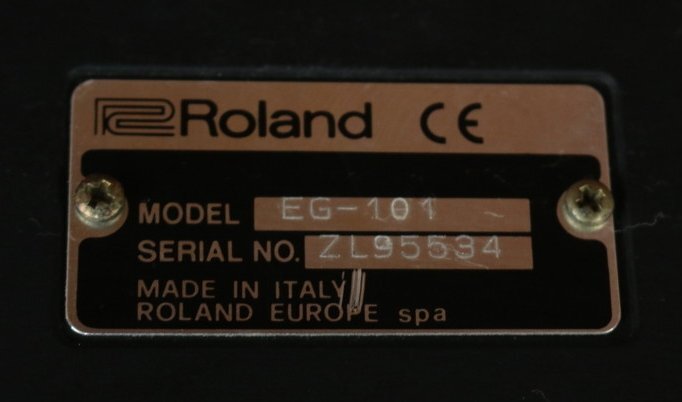 Roland CE
MODEL EG-101
SERIAL NO. ZL95534
MADE IN ITALY
ROLAND EUROPE spa